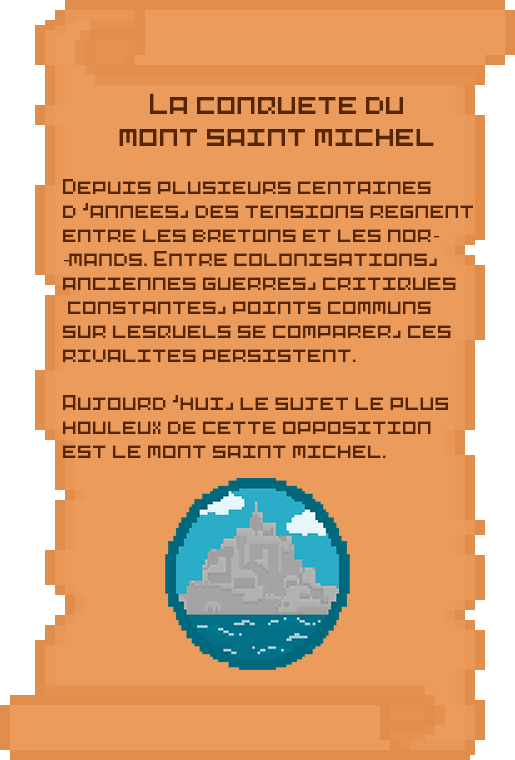 La conquete du
mont saint michel
Depuis plusieurs centaines
d'annees, des tensions regnent
entre les bretons et les nor-
-mands. Entre colonisations,
anciennes guerres, critiques
constantes, points communs
sur lesquels se comparer, ces
rivalites persistent.
Aujourd'hui, le sujet le plus
houleux de cette opposition
est le mont saint michel.